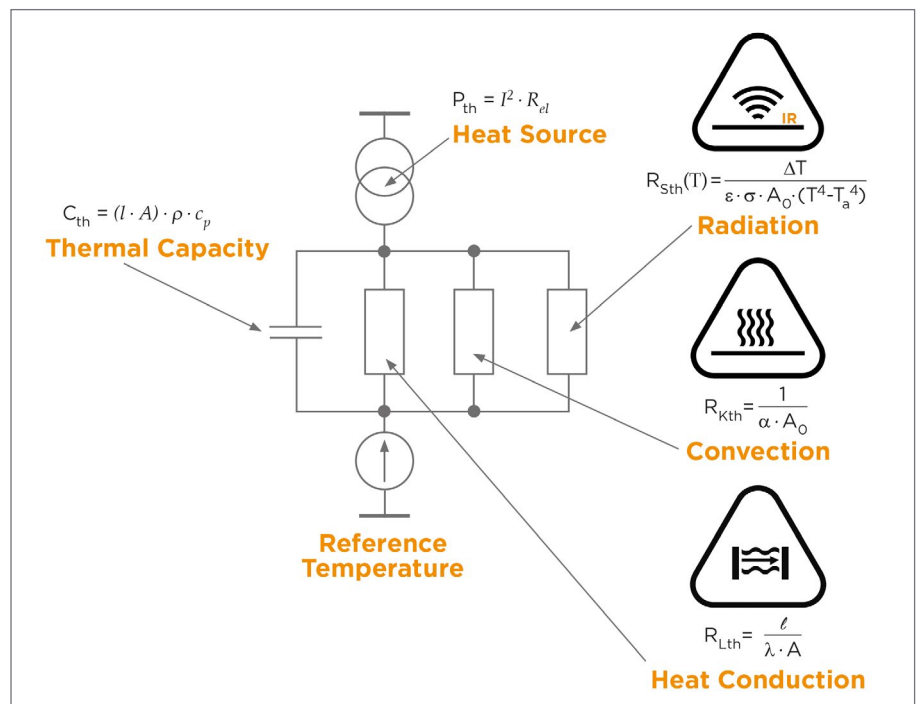 P_th = I² · R_el
Heat Source
C_th = (l · A) · ρ · c_p
Thermal Capacity
IR
R_Sth(T) = ΔT / ε·σ·A_0·(T⁴-T_a⁴)
Radiation
R_Kth = 1 / α · A_0
Convection
Reference
Temperature
R_Lth = ℓ / λ · A
Heat Conduction